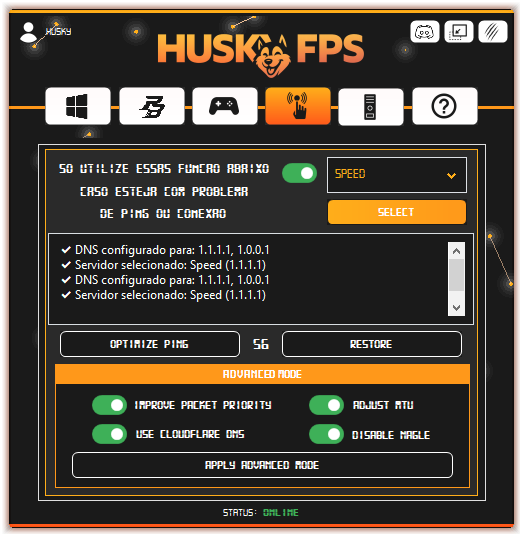 HUSKY
HUSKY FPS
SO UTILIZE ESSAS FUNCAO ABAIXO
CASO ESTEJA COM PROBLEMA
DE PING OU CONEXAO
SPEED
SELECT
DNS configurado para: 1.1.1.1, 1.0.0.1
Servidor selecionado: Speed (1.1.1.1)
DNS configurado para: 1.1.1.1, 1.0.0.1
Servidor selecionado: Speed (1.1.1.1)
OPTIMIZE PING
56
RESTORE
ADVANCED MODE
IMPROVE PACKET PRIORITY
ADJUST MTU
USE CLOUDFLARE DNS
DISABLE NAGLE
APPLY ADVANCED MODE
STATUS: ONLINE